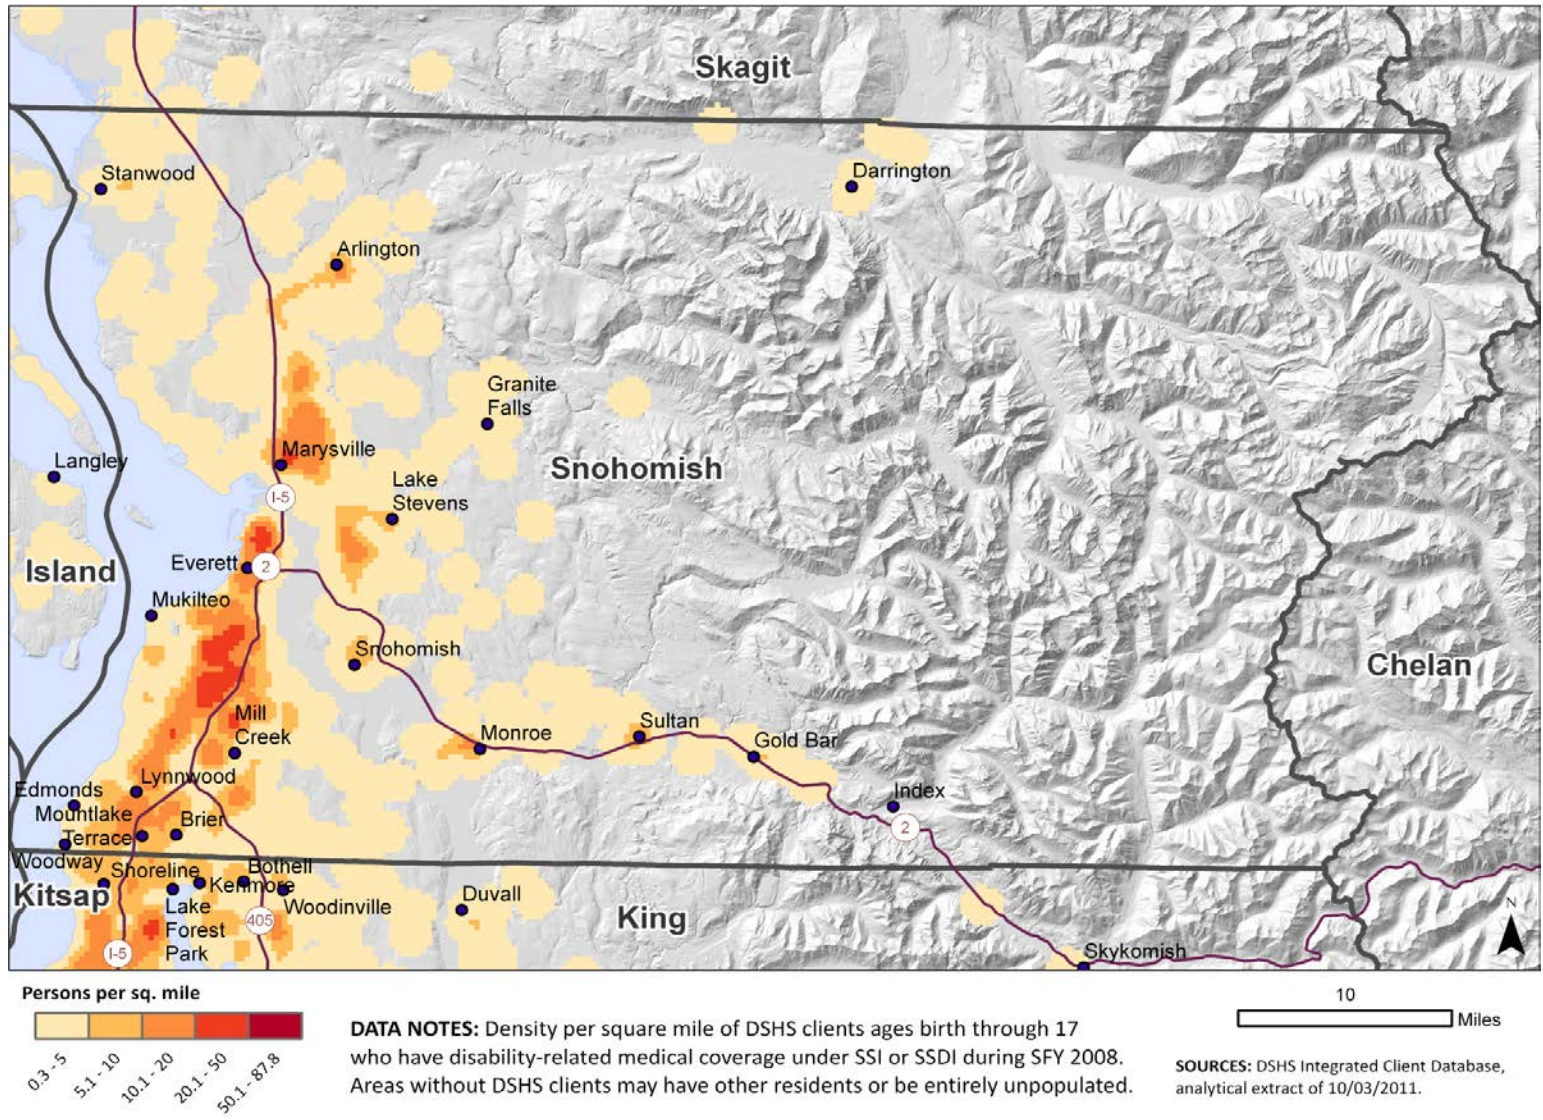 Skagit
Stanwood
Darrington
Arlington
Granite
Falls
Marysville
Langley
Snohomish
Lake
Stevens
I-5
Everett
2
Island
Mukilteo
Snohomish
Chelan
Mill
Creek
Monroe
Sultan
Gold Bar
Lynnwood
Edmonds
Mountlake
Terrace
Brier
Index
2
Woodway
Shoreline
Bothell
Kitsap
Kenmore
Woodinville
Lake
Forest
Park
Duvall
King
405
I-5
Skykomish
N
Persons per sq. mile
0.3 - 5
5.1 - 10
10.1 - 20
20.1 - 50
50.1 - 87.8
DATA NOTES: Density per square mile of DSHS clients ages birth through 17
who have disability-related medical coverage under SSI or SSDI during SFY 2008.
Areas without DSHS clients may have other residents or be entirely unpopulated.
10
Miles
SOURCES: DSHS Integrated Client Database,
analytical extract of 10/03/2011.